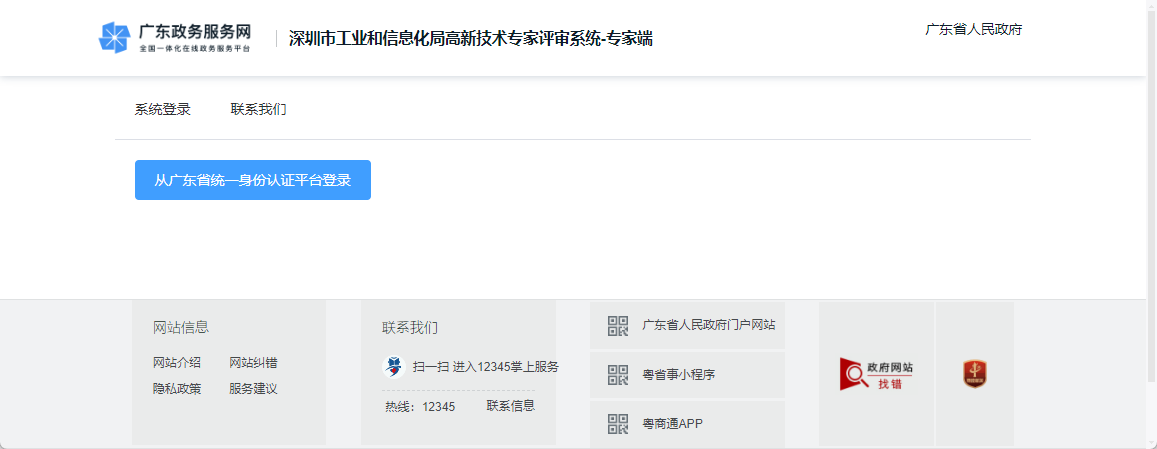 广东政务服务网
全国一体化在线政务服务平台
深圳市工业和信息化局高新技术专家评审系统-专家端
广东省人民政府
系统登录 联系我们
从广东省统一身份认证平台登录
网站信息
网站介绍 网站纠错
隐私政策 服务建议
联系我们
扫一扫 进入12345掌上服务
热线：12345 联系信息
广东省人民政府门户网站
粤省事小程序
粤商通APP
政府网站
找错